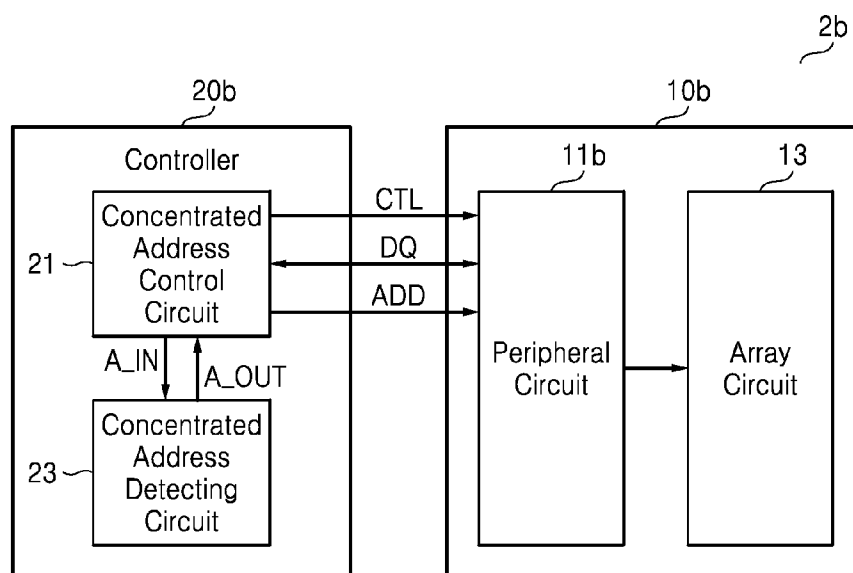 2b
20b
10b
Controller
11b
13
CTL
Concentrated
Address
Control
Circuit
21
DQ
ADD
A_IN
A_OUT
Peripheral
Circuit
Array
Circuit
Concentrated
Address
Detecting
Circuit
23